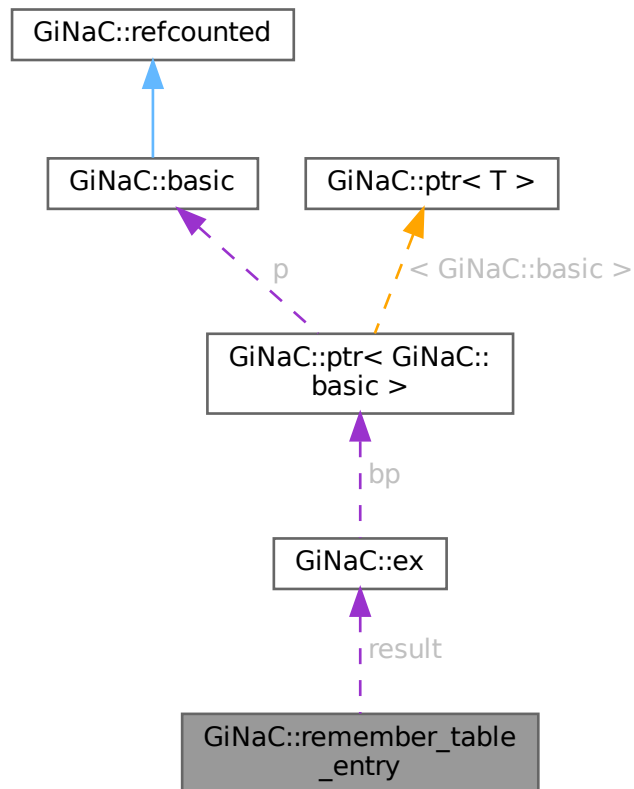 GiNaC::refcounted
GiNaC::basic
GiNaC::ptr< T >
p
< GiNaC::basic >
GiNaC::ptr< GiNaC::
basic >
bp
GiNaC::ex
result
GiNaC::remember_table
_entry